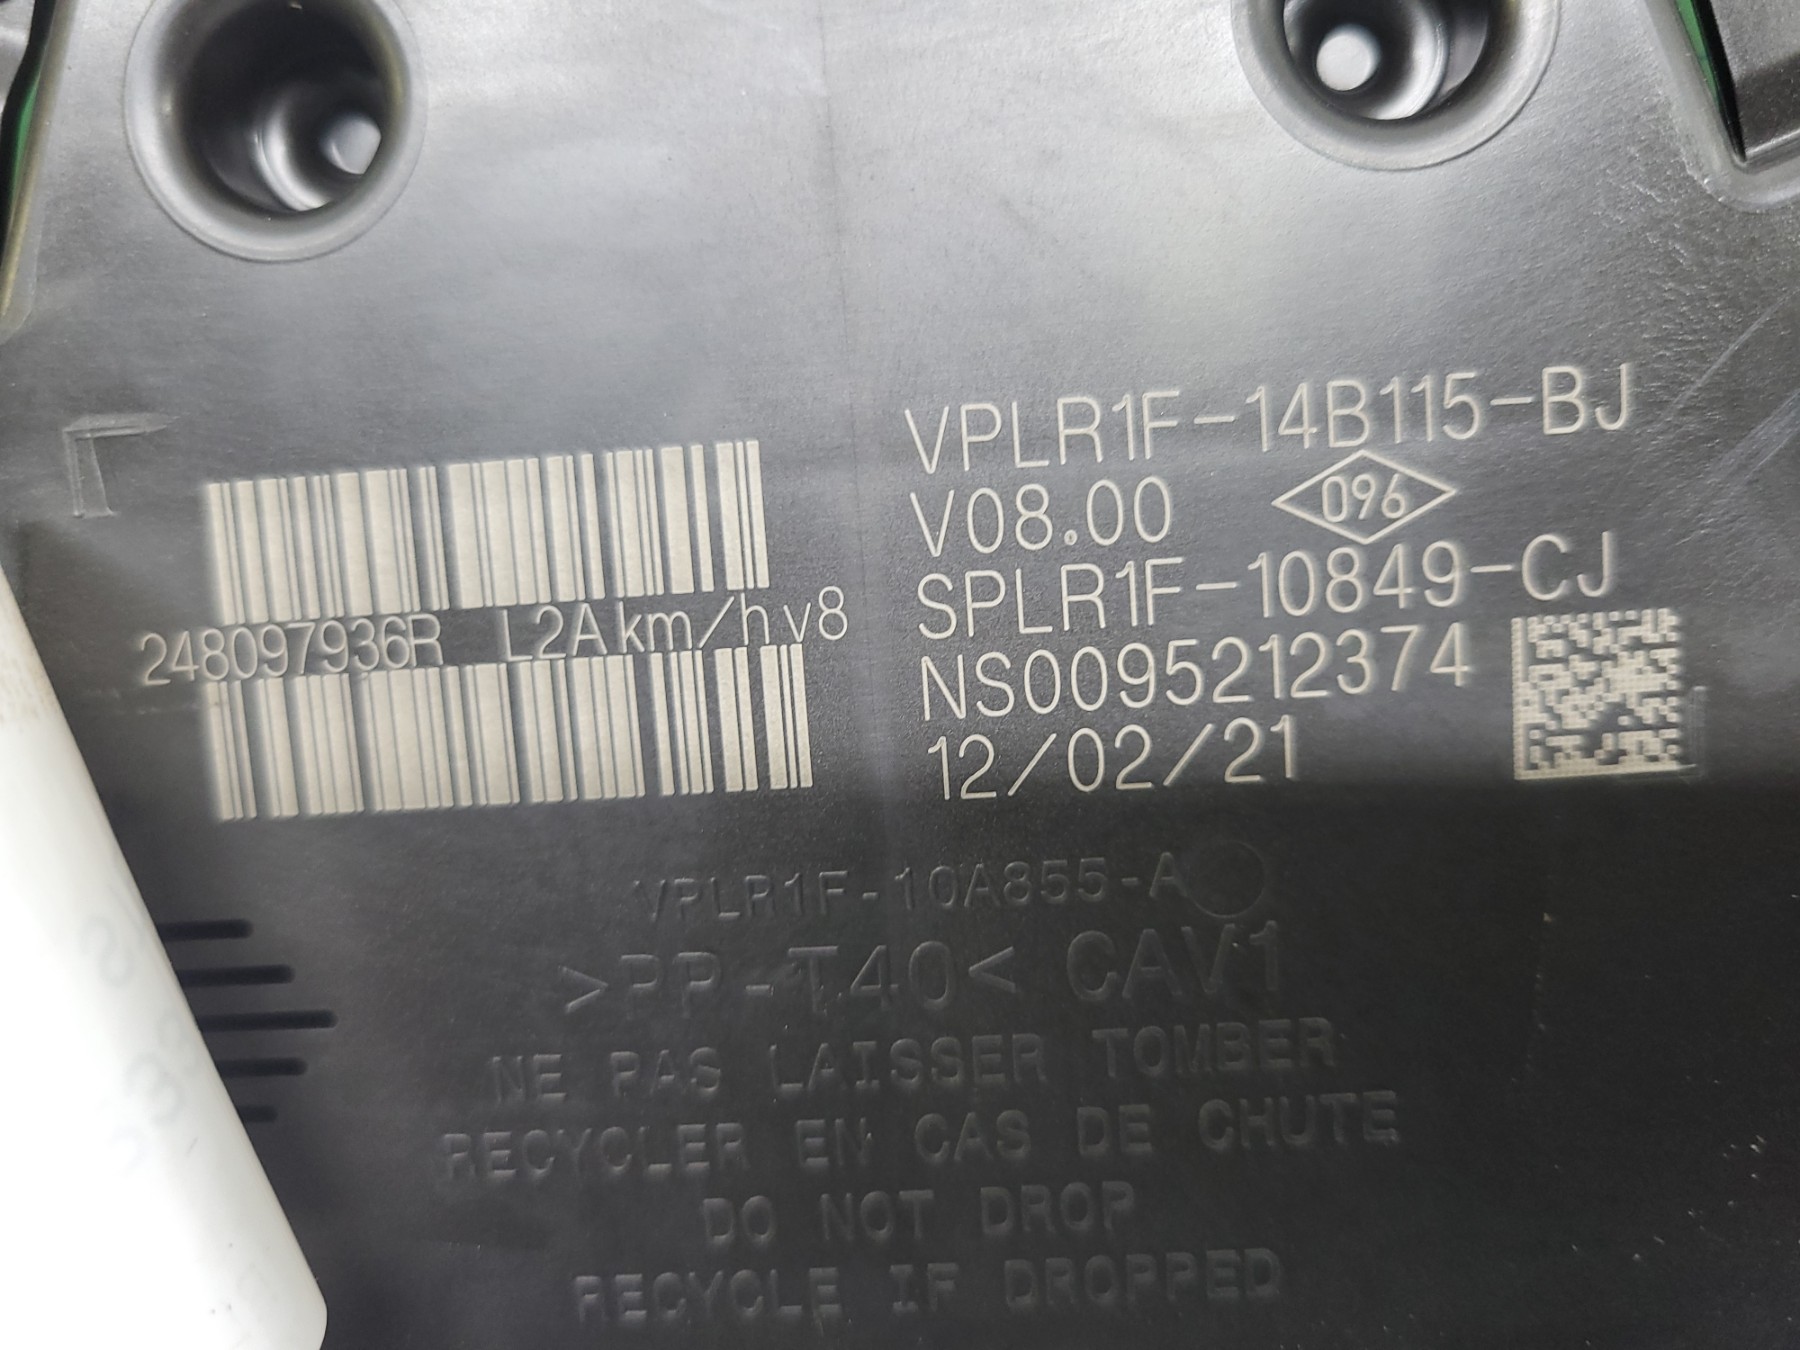 VPLR1F-14B115-BJ
V08.00
096
SPLR1F-10849-CJ
248097936R L2A km/h v8
NS0095212374
12/02/21
VPLR1F-10A855-A
>PP-T40< CAV1
NE PAS LAISSER TOMBER
RECYCLER EN CAS DE CHUTE
DO NOT DROP
RECYCLE IF DROPPED